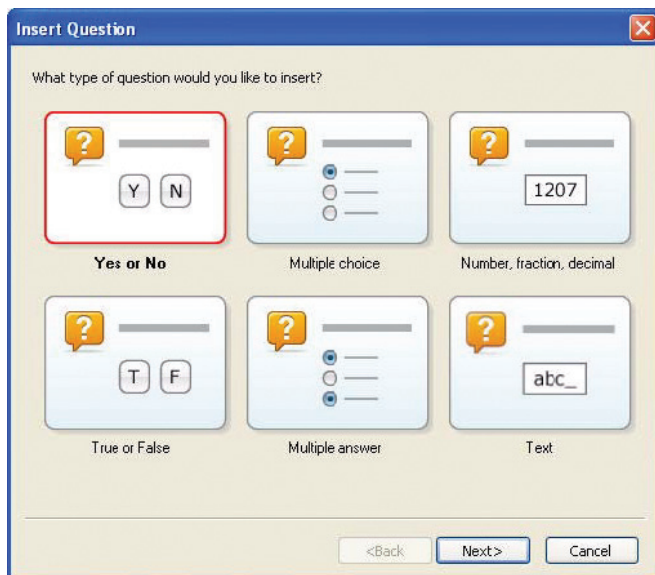 Insert Question
What type of question would you like to insert?
Y N
1207
Yes or No
Multiple choice
Number, fraction, decimal
T F
abc_
True or False
Multiple answer
Text
<Back
Next>
Cancel